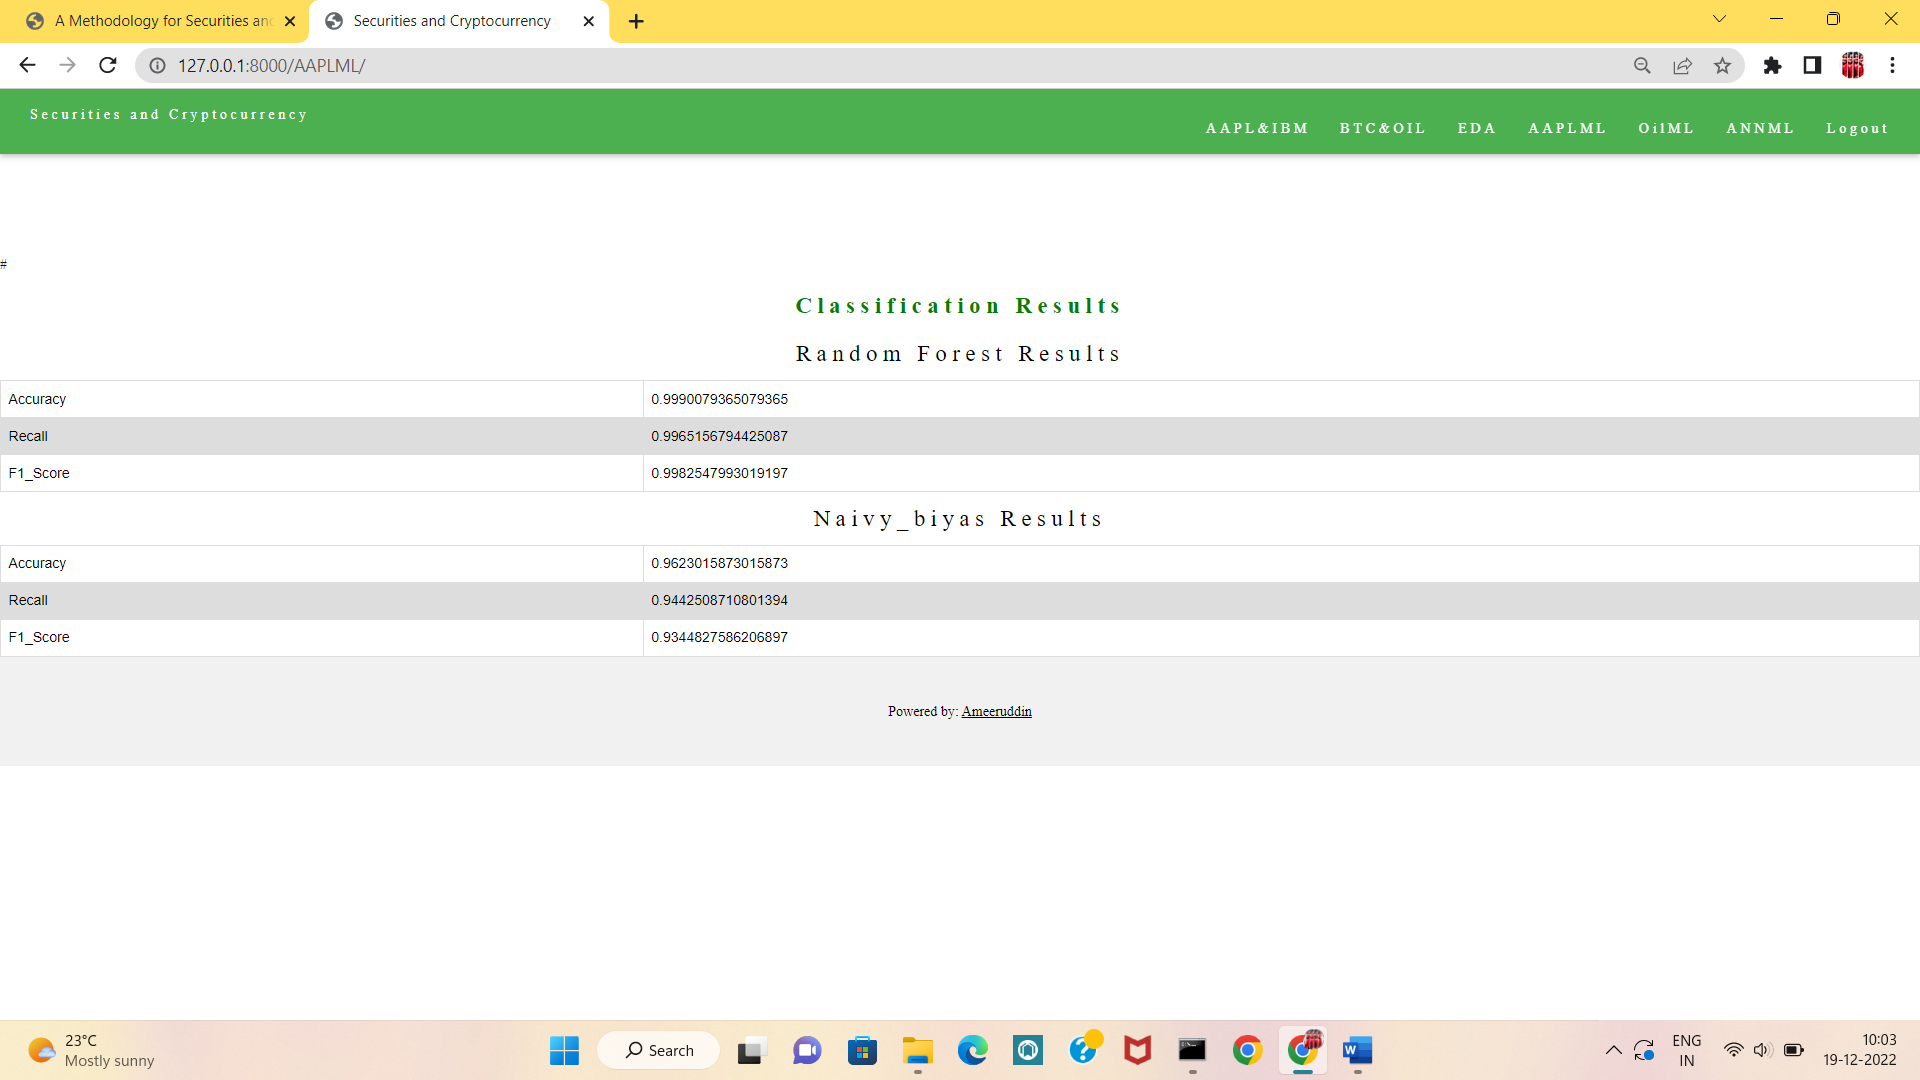 A Methodology for Securities an
Securities and Cryptocurrency
127.0.0.1:8000/AAPLML/
Securities and Cryptocurrency
AAPL&IBM BTC&OIL EDA AAPLML OilML ANNML Logout
#
Classification Results
Random Forest Results
Accuracy 0.9990079365079365
Recall 0.9965156794425087
F1_Score 0.9982547993019197
Naivy_biyas Results
Accuracy 0.9623015873015873
Recall 0.9442508710801394
F1_Score 0.9344827586206897
Powered by: Ameeruddin
23°C
Mostly sunny
Search
ENG
IN
10:03
19-12-2022